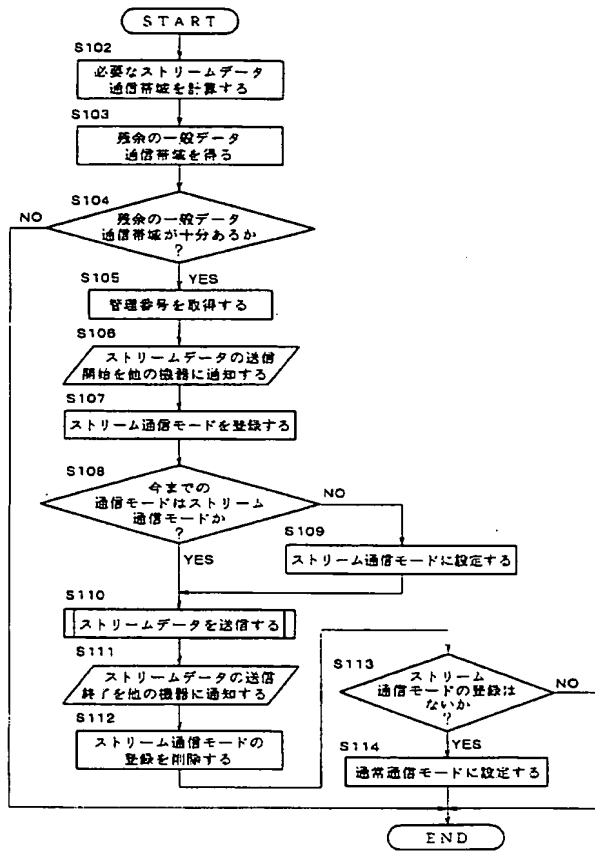 START
S102
必要なストリームデータ
通信帯域を計算する
S103
残余の一般データ
通信帯域を得る
S104
NO
残余の一般データ
通信帯域が十分あるか
?
YES
S105
管理番号を取得する
S106
ストリームデータの送信
開始を他の機器に通知する
S107
ストリーム通信モードを登録する
S108
今までの
通信モードはストリーム
通信モードか
?
NO
YES
S109
ストリーム通信モードに設定する
S110
ストリームデータを送信する
S111
ストリームデータの送信
終了を他の機器に通知する
S112
ストリーム通信モードの
登録を削除する
S113
ストリーム
通信モードの登録は
ないか
?
NO
YES
S114
通常通信モードに設定する
END